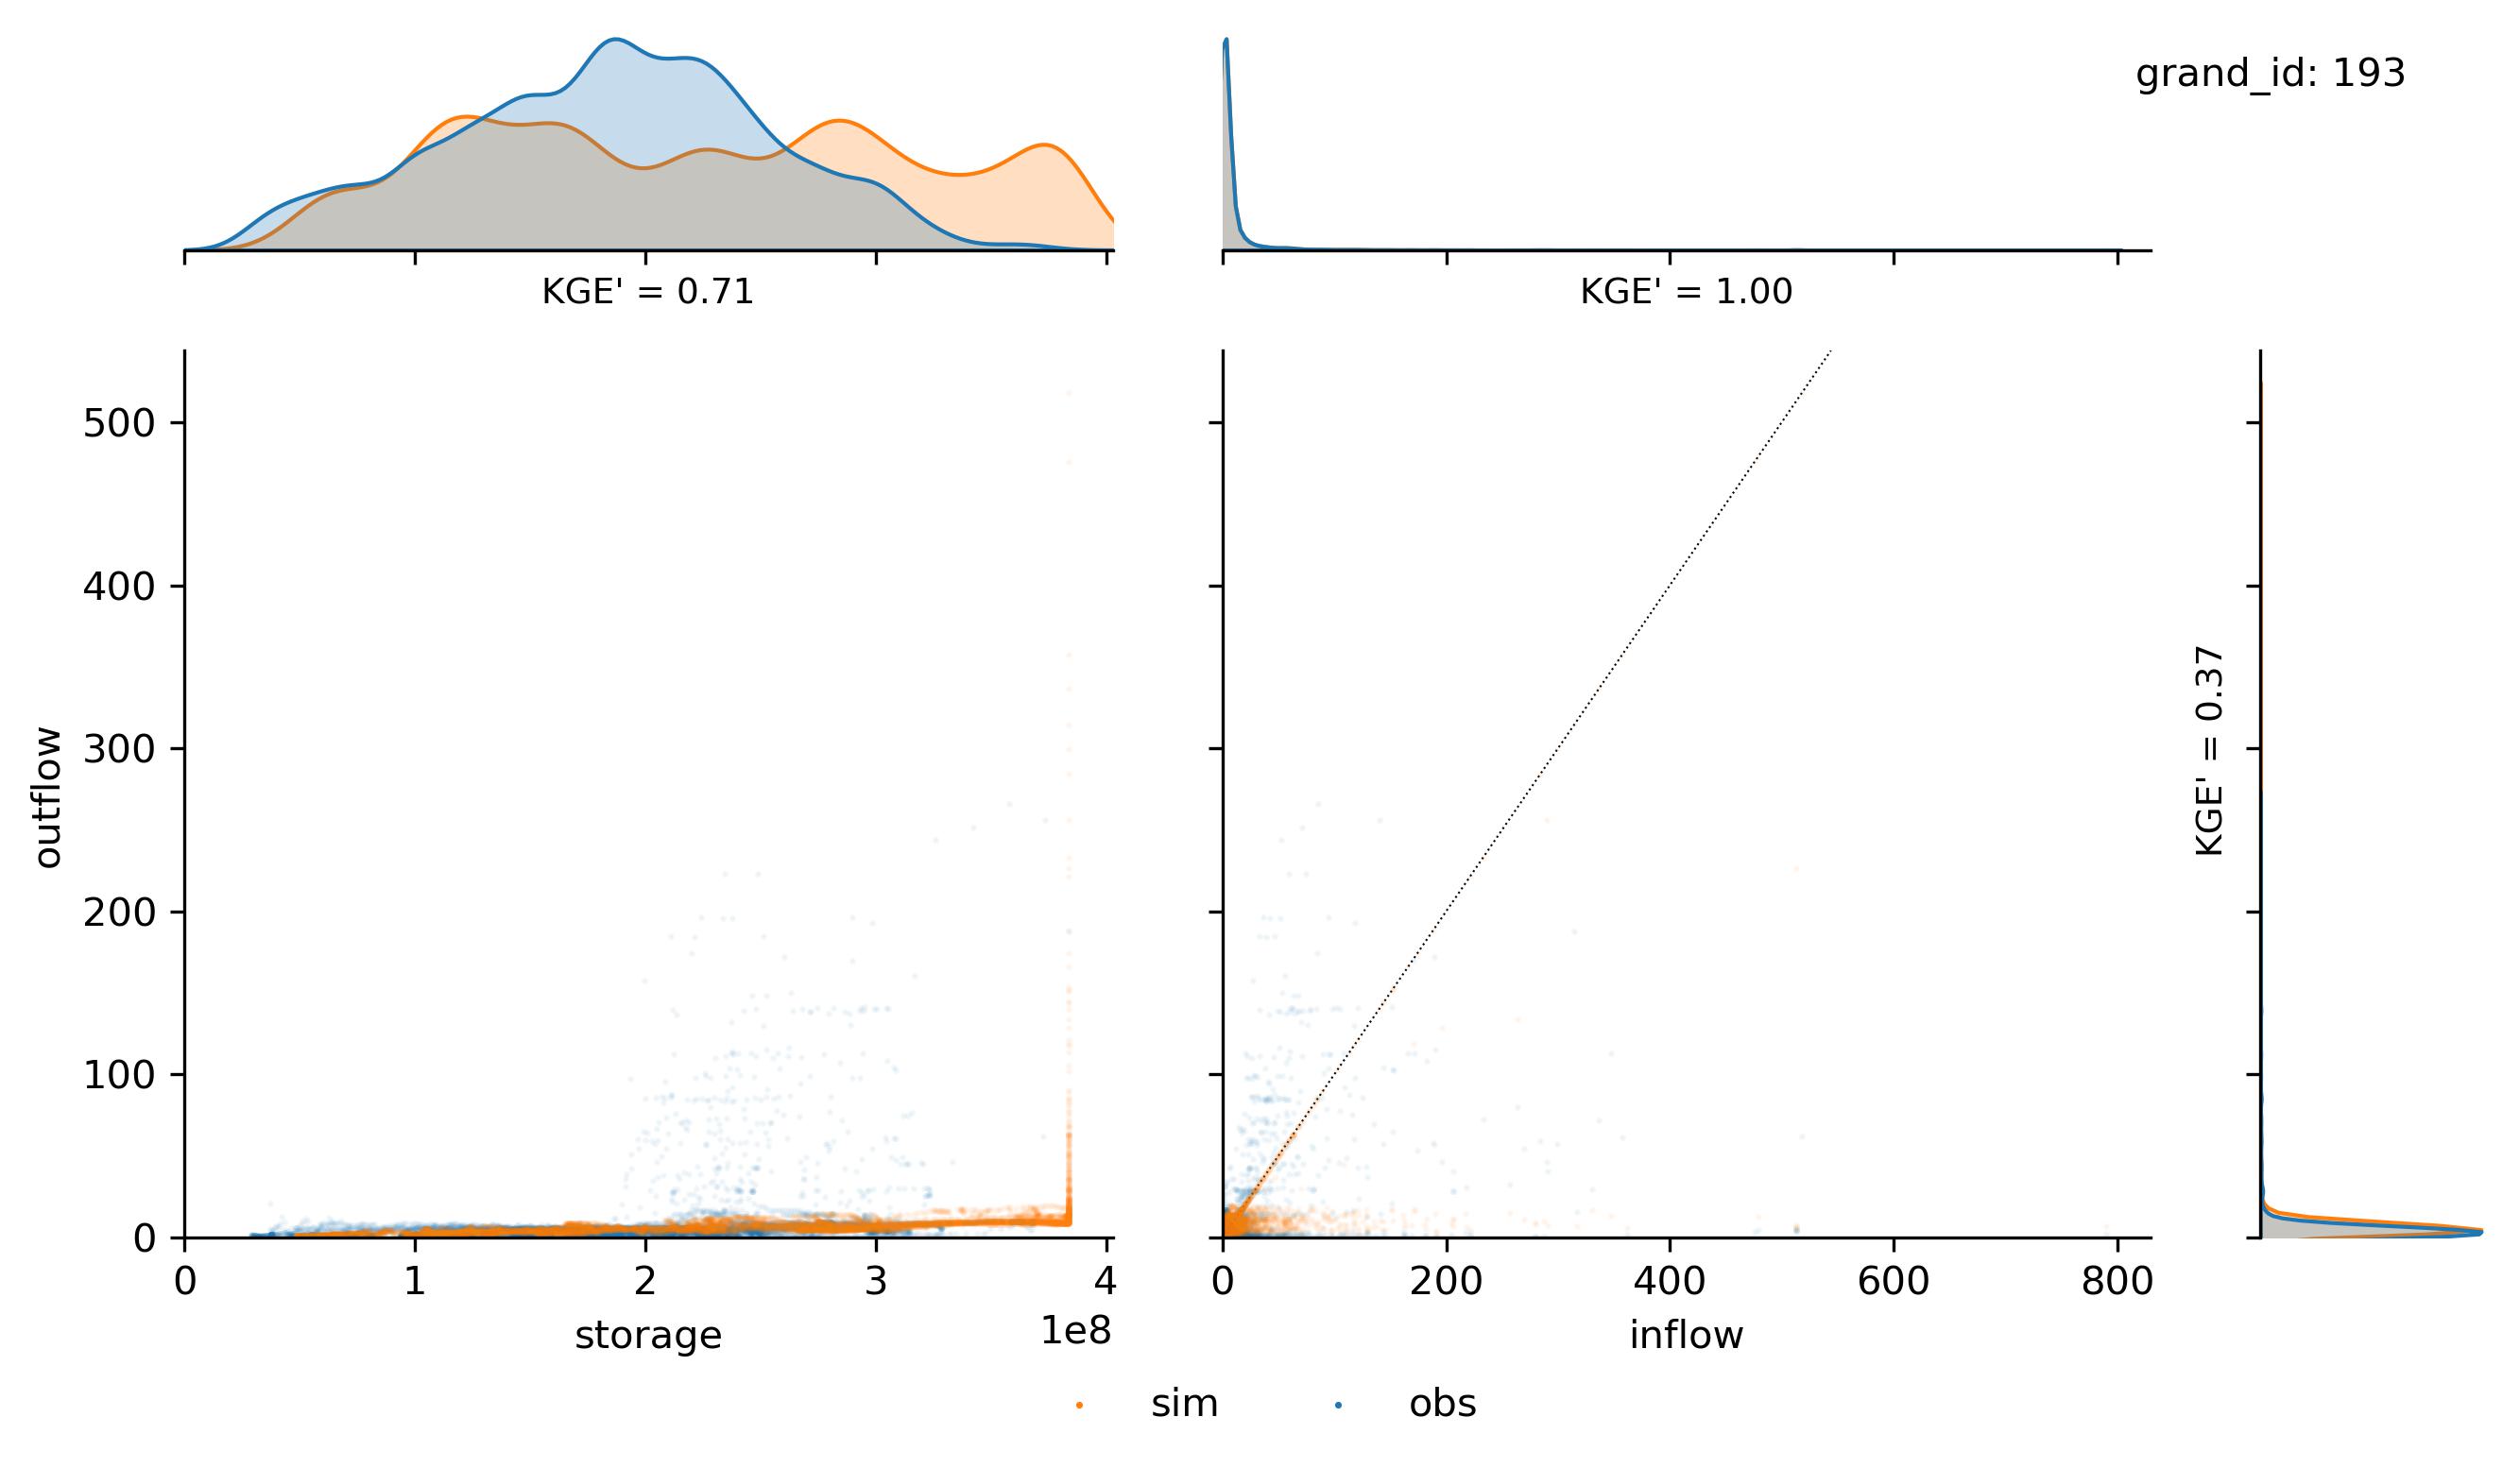 grand_id: 193
KGE' = 0.71
KGE' = 1.00
500
400
300
200
100
0
outflow
KGE' = 0.37
0 1 2 3 4
1e8
storage
0 200 400 600 800
inflow
sim obs